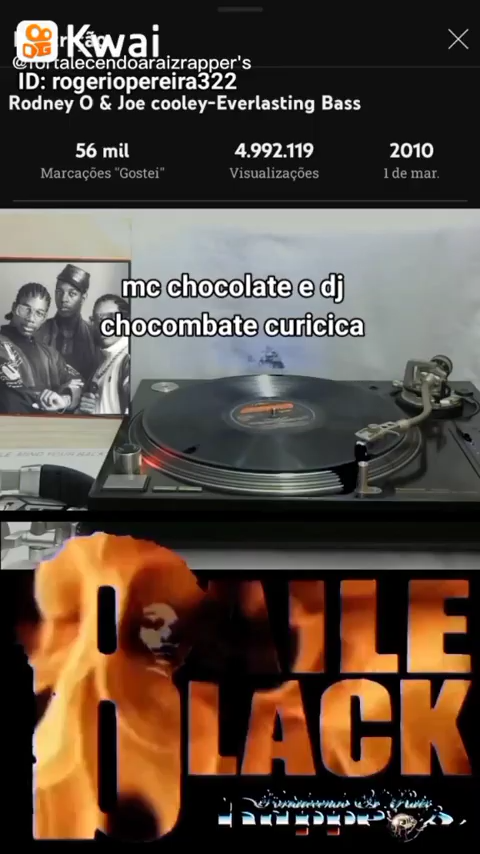 Kwai
@fortalecendoaraizrapper's
ID: rogeriopereira322
Rodney O & Joe cooley-Everlasting Bass
56 mil
4.992.119
2010
Marcações "Gostei"
Visualizações
1 de mar.
mc chocolate e dj
chocombate curicica
BAILE
BLACK